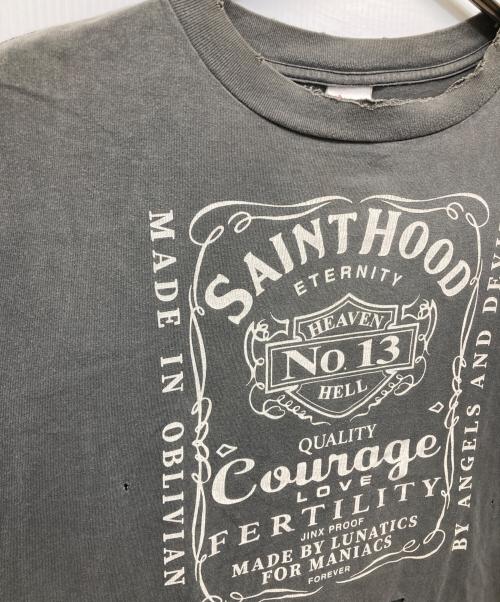 SAINTHOOD
ETERNITY
HEAVEN
No. 13
HELL
QUALITY
Courage
LOVE
FERTILITY
JINX PROOF
MADE BY LUNATICS
FOR MANIACS
FOREVER
MADE IN OBLIVIAN
BY ANGELS AND